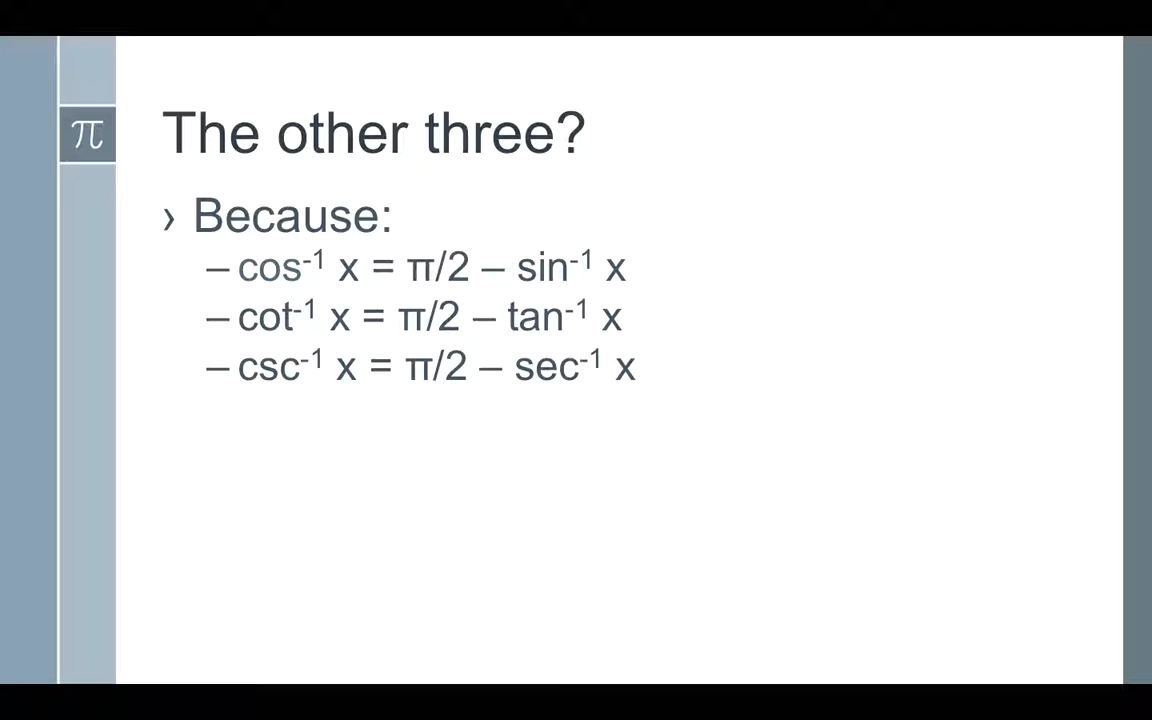 π
The other three?
› Because:
– cos⁻¹ x = π/2 – sin⁻¹ x
– cot⁻¹ x = π/2 – tan⁻¹ x
– csc⁻¹ x = π/2 – sec⁻¹ x